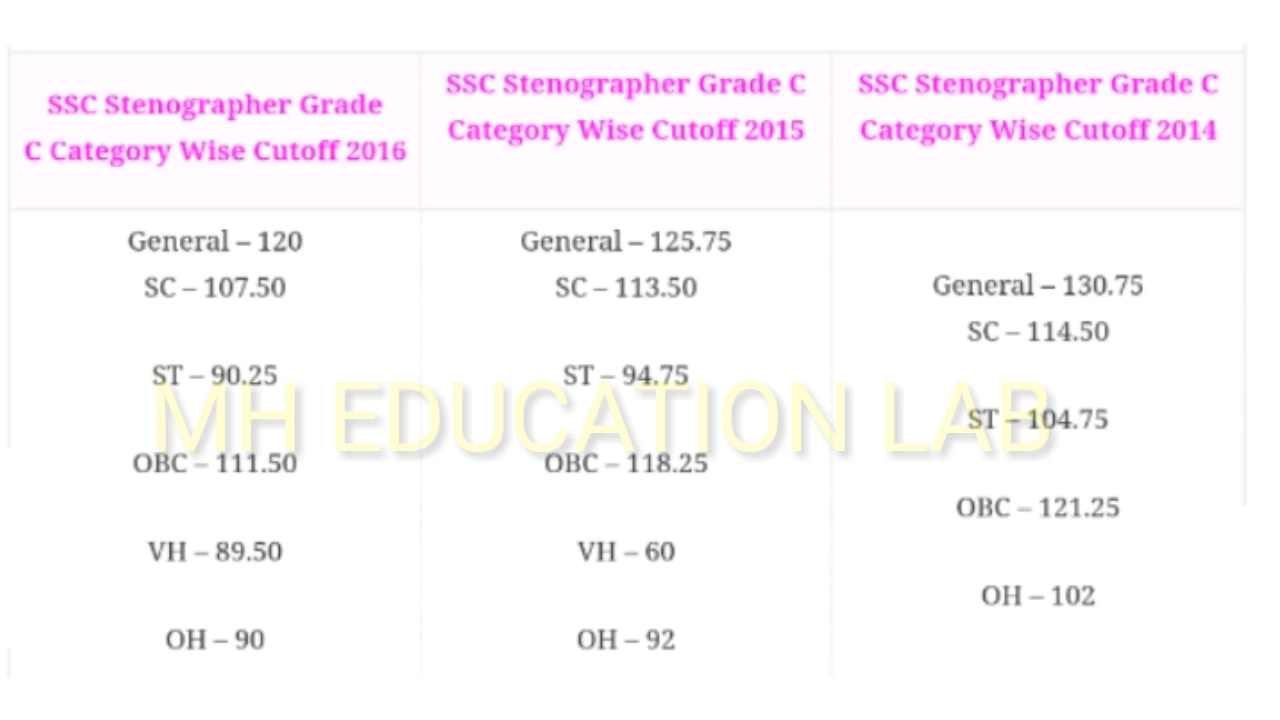 SSC Stenographer Grade
C Category Wise Cutoff 2016
SSC Stenographer Grade C
Category Wise Cutoff 2015
SSC Stenographer Grade C
Category Wise Cutoff 2014
General – 120
SC – 107.50
ST – 90.25
OBC – 111.50
VH – 89.50
OH – 90
General – 125.75
SC – 113.50
ST – 94.75
OBC – 118.25
VH – 60
OH – 92
General – 130.75
SC – 114.50
ST – 104.75
OBC – 121.25
OH – 102
MH EDUCATION LAB